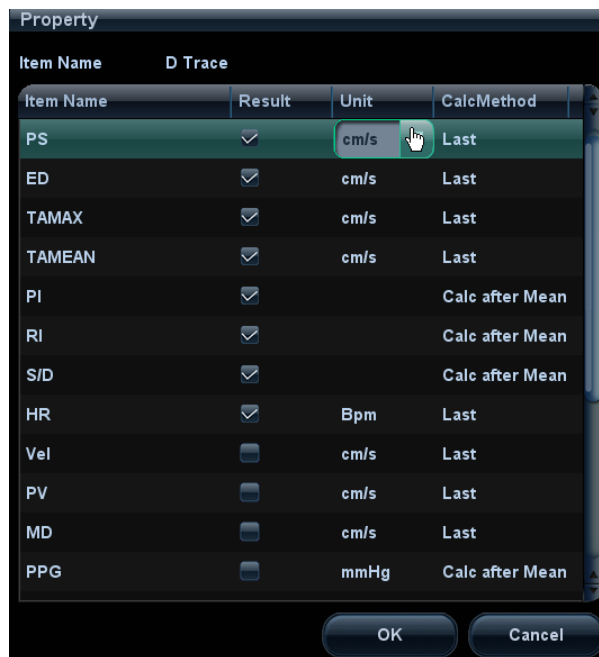 Property
Item Name D Trace
Item Name Result Unit CalcMethod
PS cm/s Last
ED cm/s Last
TAMAX cm/s Last
TAMEAN cm/s Last
PI Calc after Mean
RI Calc after Mean
S/D Calc after Mean
HR Bpm Last
Vel cm/s Last
PV cm/s Last
MD cm/s Last
PPG mmHg Calc after Mean
OK Cancel